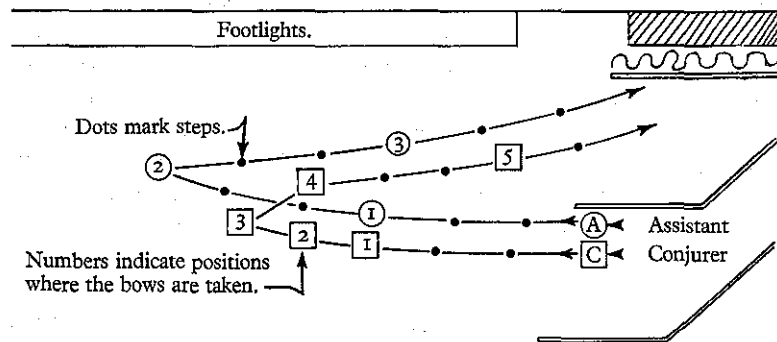 Footlights.
Dots mark steps.
2
3
4
5
1
3
2
1
A Assistant
C Conjurer
Numbers indicate positions
where the bows are taken.